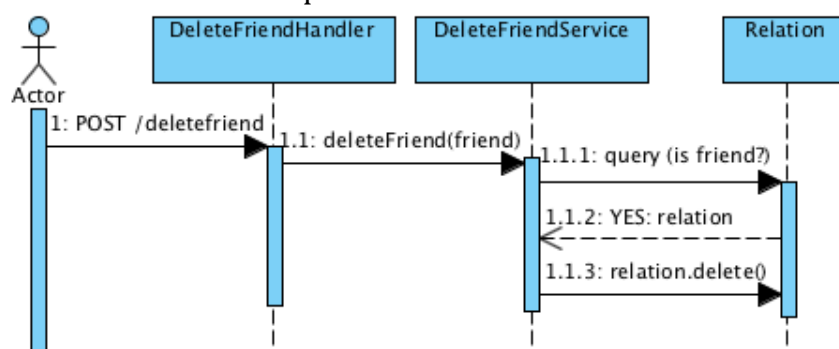 DeleteFriendHandler
DeleteFriendService
Relation
Actor
1: POST /deletefriend
1.1: deleteFriend(friend)
1.1.1: query (is friend?)
1.1.2: YES: relation
1.1.3: relation.delete()